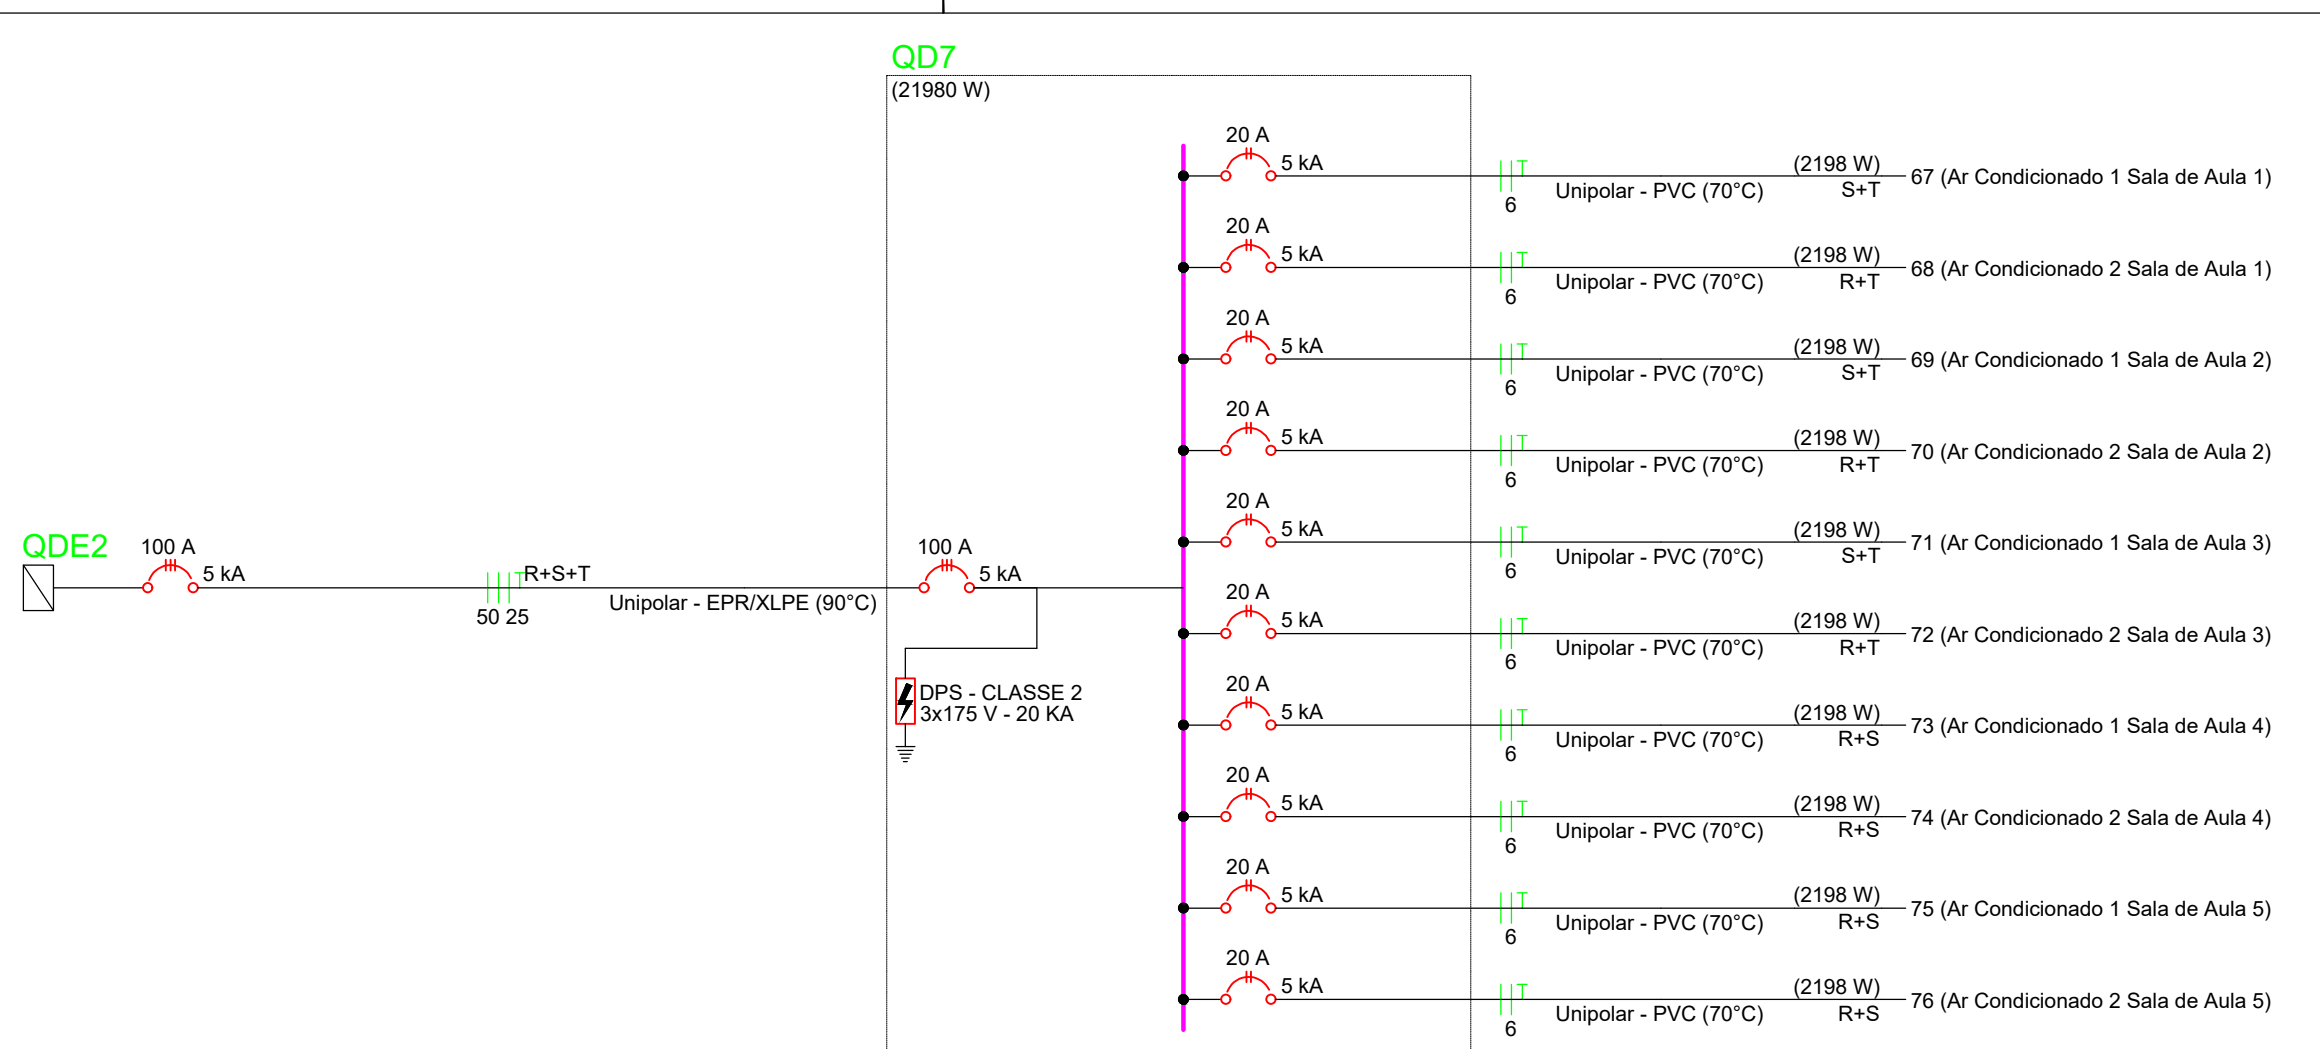 QD7
(21980 W)
20 A
5 kA
6
Unipolar - PVC (70°C)
(2198 W)
S+T
67 (Ar Condicionado 1 Sala de Aula 1)
20 A
5 kA
6
Unipolar - PVC (70°C)
(2198 W)
R+T
68 (Ar Condicionado 2 Sala de Aula 1)
20 A
5 kA
6
Unipolar - PVC (70°C)
(2198 W)
S+T
69 (Ar Condicionado 1 Sala de Aula 2)
20 A
5 kA
6
Unipolar - PVC (70°C)
(2198 W)
R+T
70 (Ar Condicionado 2 Sala de Aula 2)
20 A
5 kA
6
Unipolar - PVC (70°C)
(2198 W)
S+T
71 (Ar Condicionado 1 Sala de Aula 3)
QDE2
100 A
5 kA
R+S+T
50 25
Unipolar - EPR/XLPE (90°C)
100 A
5 kA
DPS - CLASSE 2
3x175 V - 20 KA
20 A
5 kA
6
Unipolar - PVC (70°C)
(2198 W)
R+T
72 (Ar Condicionado 2 Sala de Aula 3)
20 A
5 kA
6
Unipolar - PVC (70°C)
(2198 W)
R+S
73 (Ar Condicionado 1 Sala de Aula 4)
20 A
5 kA
6
Unipolar - PVC (70°C)
(2198 W)
R+S
74 (Ar Condicionado 2 Sala de Aula 4)
20 A
5 kA
6
Unipolar - PVC (70°C)
(2198 W)
R+S
75 (Ar Condicionado 1 Sala de Aula 5)
20 A
5 kA
6
Unipolar - PVC (70°C)
(2198 W)
R+S
76 (Ar Condicionado 2 Sala de Aula 5)